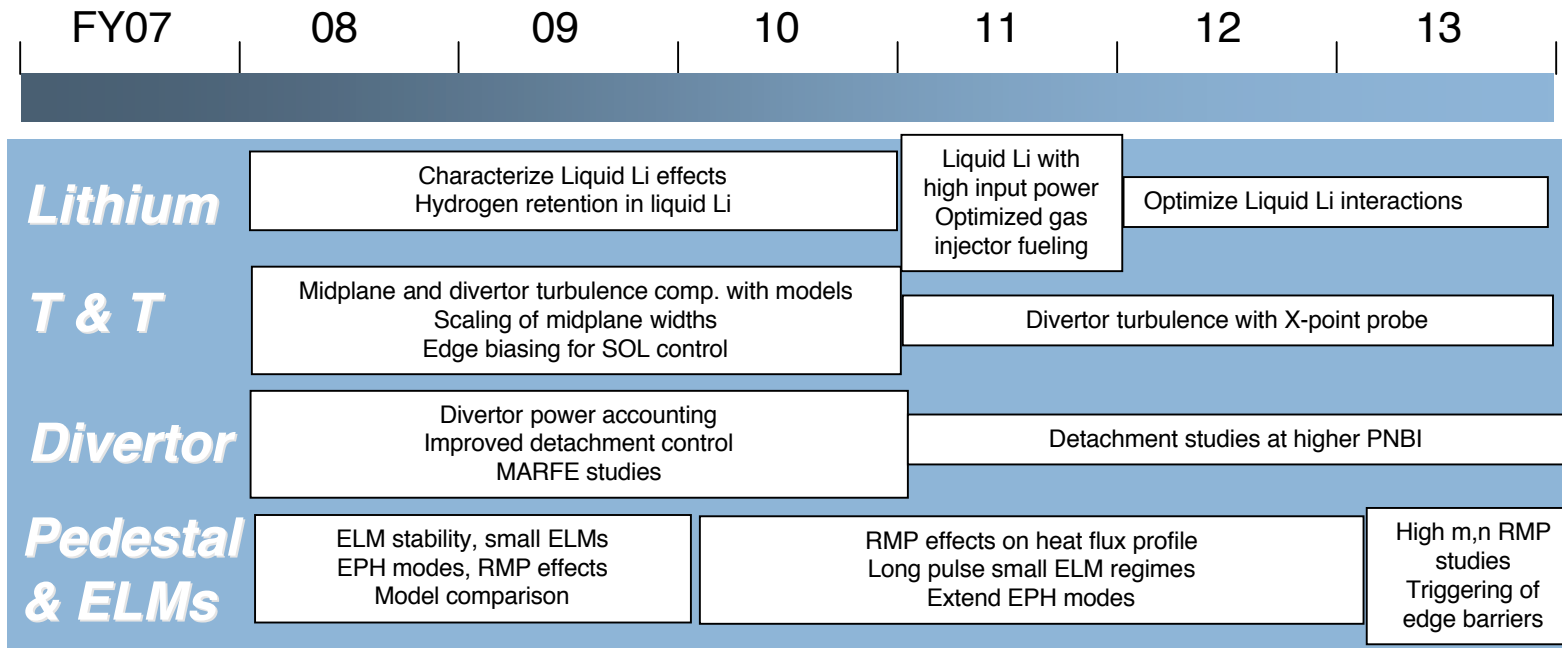 FY07 08 09 10 11 12 13
Lithium
Characterize Liquid Li effects
Hydrogen retention in liquid Li
Liquid Li with
high input power
Optimized gas
injector fueling
Optimize Liquid Li interactions
T & T
Midplane and divertor turbulence comp. with models
Scaling of midplane widths
Edge biasing for SOL control
Divertor turbulence with X-point probe
Divertor
Divertor power accounting
Improved detachment control
MARFE studies
Detachment studies at higher PNBI
Pedestal
& ELMs
ELM stability, small ELMs
EPH modes, RMP effects
Model comparison
RMP effects on heat flux profile
Long pulse small ELM regimes
Extend EPH modes
High m,n RMP
studies
Triggering of
edge barriers